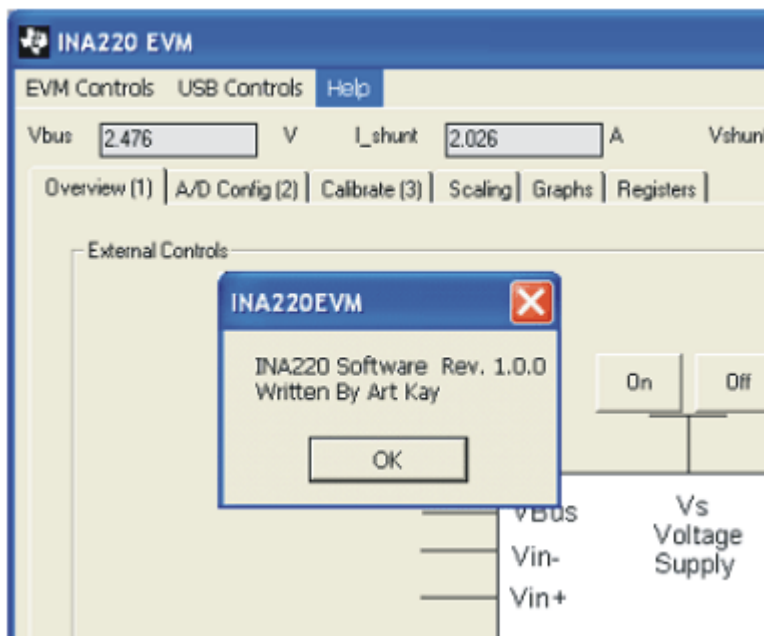 INA220 EVM
EVM Controls USB Controls Help
Vbus 2.476 V I_shunt 2.026 A Vshunt
Overview (1) A/D Config (2) Calibrate (3) Scaling Graphs Registers
External Controls
INA220EVM
INA220 Software Rev. 1.0.0
Written By Art Kay
OK
On Off
VBus
Vin-
Vin+
Vs
Voltage
Supply